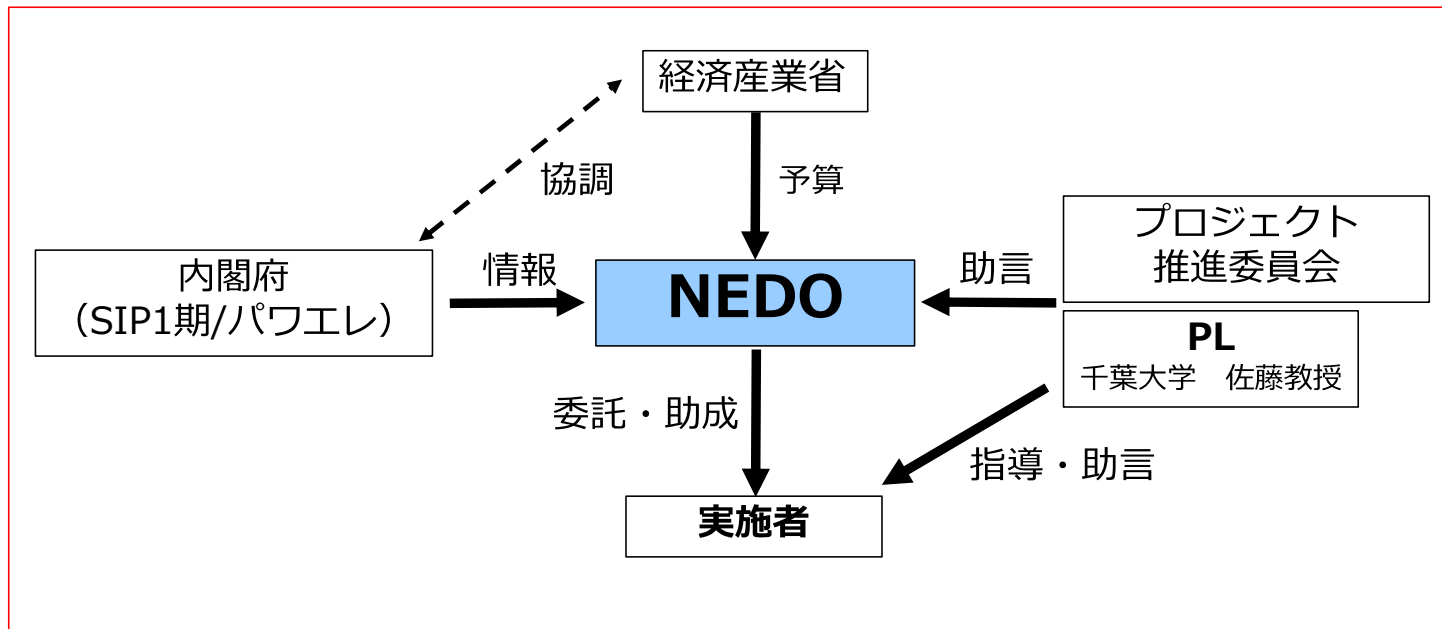 経済産業省
協調
予算
プロジェクト
推進委員会
内閣府
（SIP1期/パワエレ）
情報
NEDO
助言
PL
千葉大学　佐藤教授
委託・助成
指導・助言
実施者